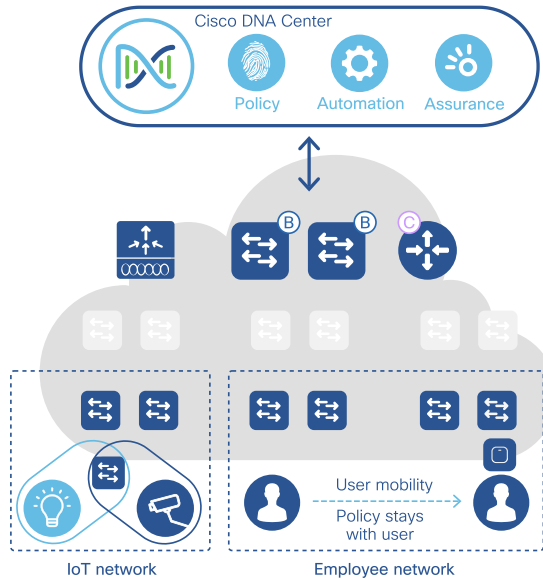 Cisco DNA Center
Policy
Automation
Assurance
B
B
C
User mobility
Policy stays
with user
IoT network
Employee network